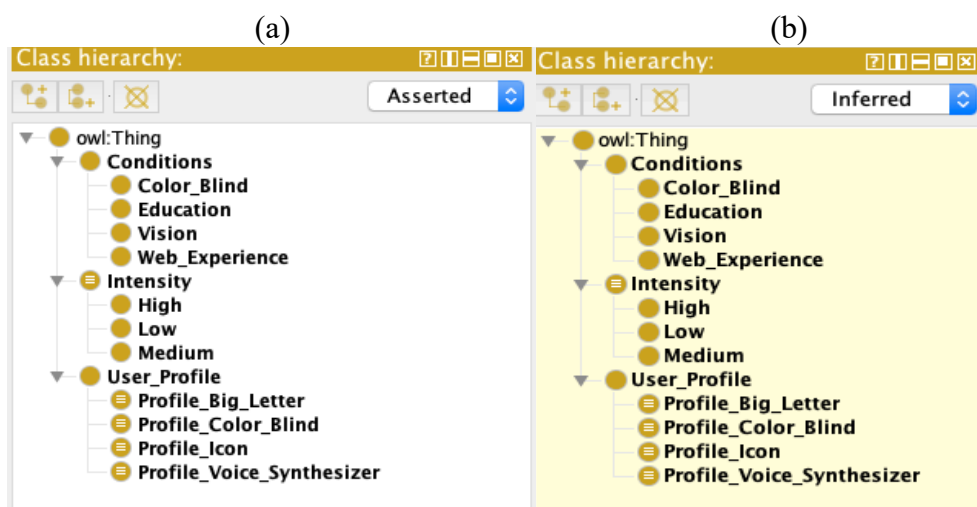 (a)
Class hierarchy:
Asserted
owl:Thing
Conditions
Color_Blind
Education
Vision
Web_Experience
Intensity
High
Low
Medium
User_Profile
Profile_Big_Letter
Profile_Color_Blind
Profile_Icon
Profile_Voice_Synthesizer
(b)
Class hierarchy:
Inferred
owl:Thing
Conditions
Color_Blind
Education
Vision
Web_Experience
Intensity
High
Low
Medium
User_Profile
Profile_Big_Letter
Profile_Color_Blind
Profile_Icon
Profile_Voice_Synthesizer